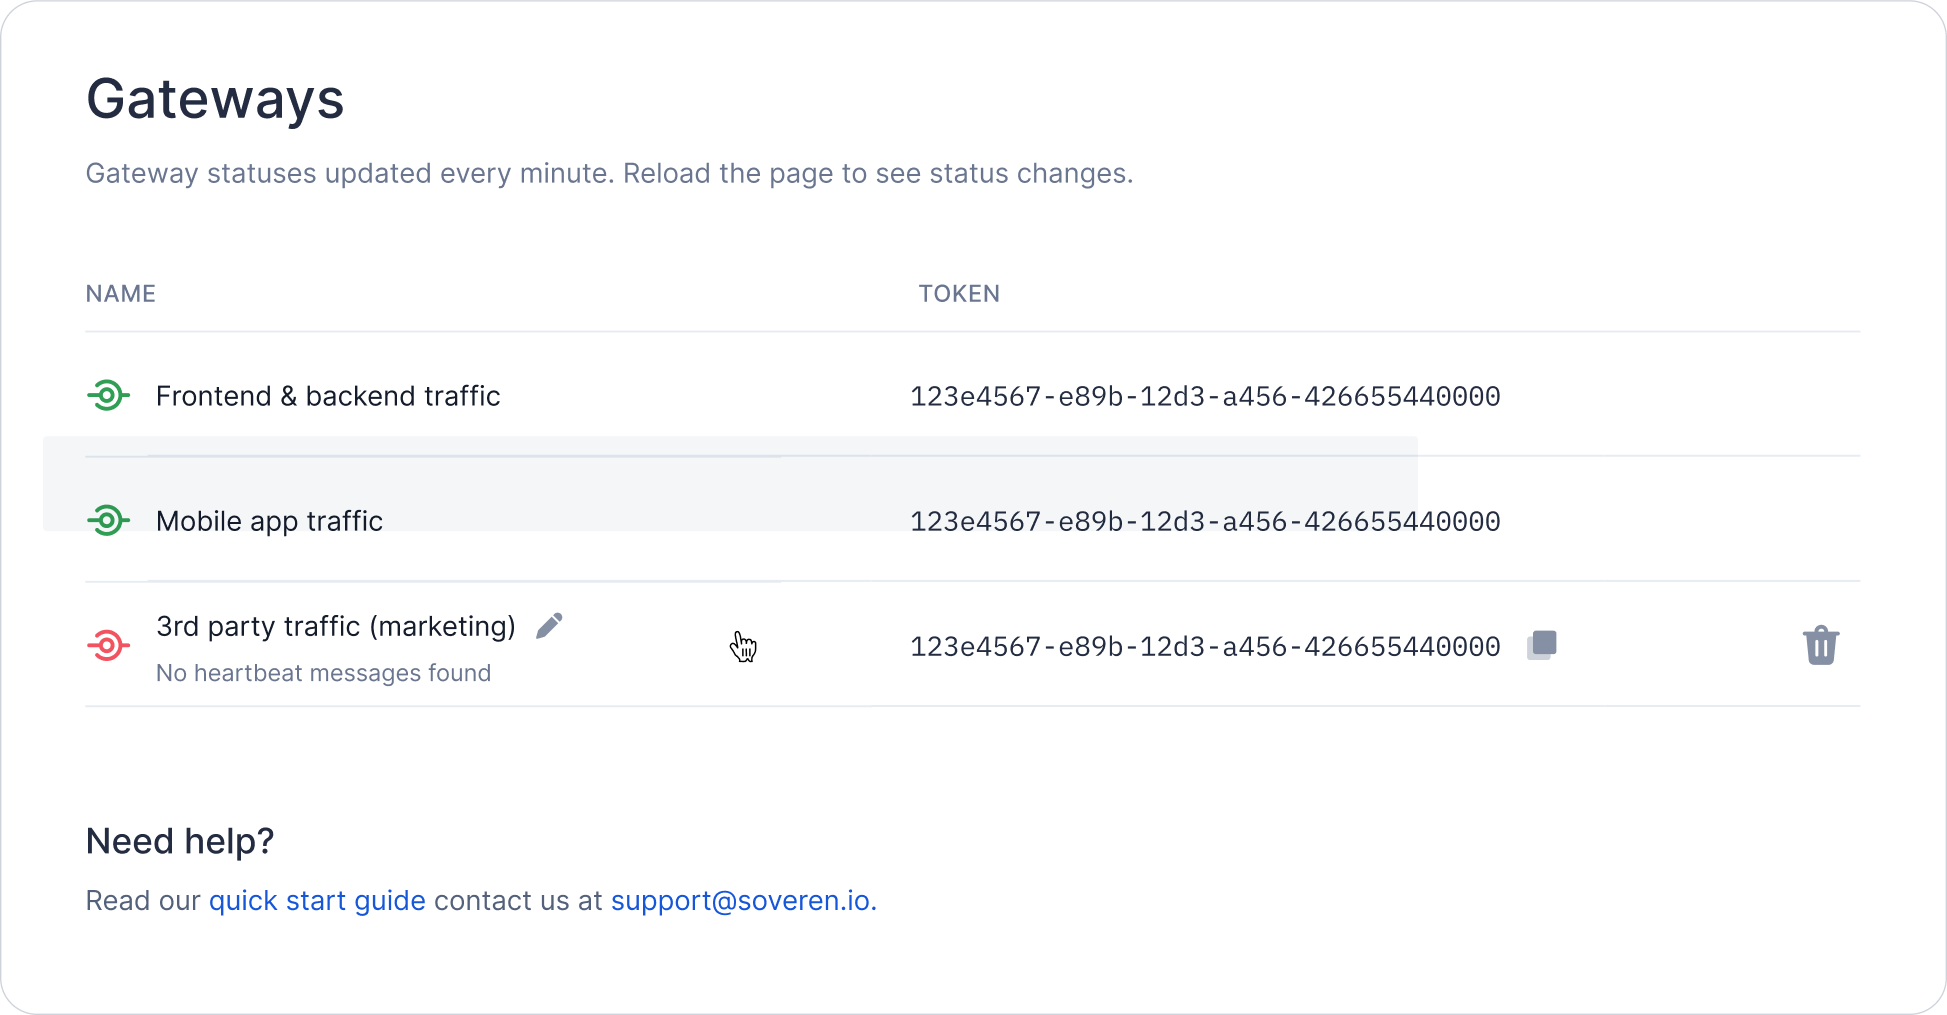 Gateways
Gateway statuses updated every minute. Reload the page to see status changes.
NAME TOKEN
Frontend & backend traffic 123e4567-e89b-12d3-a456-426655440000
Mobile app traffic 123e4567-e89b-12d3-a456-426655440000
3rd party traffic (marketing) 123e4567-e89b-12d3-a456-426655440000
No heartbeat messages found
Need help?
Read our quick start guide contact us at support@soveren.io.